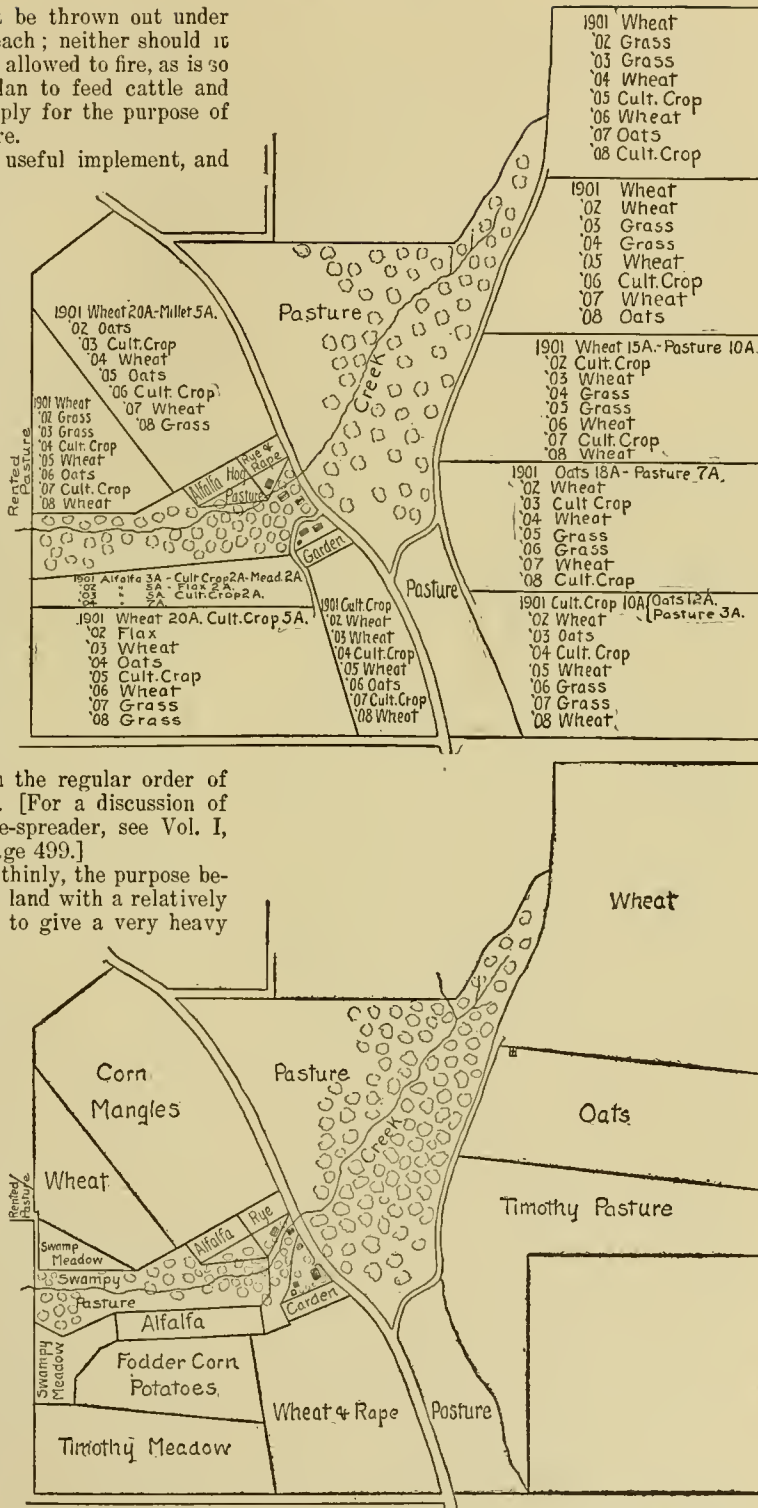 be thrown out under
each ; neither should it
allowed to fire, as is so
lan to feed cattle and
ply for the purpose of
re.
useful implement, and
1901 Wheat
'02 Grass
'03 Grass
'04 Wheat
'05 Cult. Crop
'06 Wheat
'07 Oats
'08 Cult. Crop
1901 Wheat
'02 Wheat
'03 Grass
'04 Grass
'05 Wheat
'06 Cult. Crop
'07 Wheat
'08 Oats
Pasture
Creek
1901 Wheat 20A-Millet 5A.
'02 Oats
'03 Cult. Crop
'04 Wheat
'05 Oats
'06 Cult. Crop
'07 Wheat
'08 Grass
1901 Wheat 15A.-Pasture 10A.
'02 Cult. Crop
'03 Wheat
'04 Grass
'05 Grass
'06 Wheat
'07 Cult. Crop
'08 Wheat
Rented
Pasture
1901 Wheat
'02 Grass
'03 Grass
'04 Cult. Crop
'05 Wheat
'06 Oats
'07 Cult. Crop
'08 Wheat
Alfalfa
Hog
Pasture
Rye &
Rape
Garden
Pasture
1901 Oats 18A-Pasture 7A.
'02 Wheat
'03 Cult Crop
'04 Wheat
'05 Grass
'06 Grass
'07 Wheat
'08 Cult. Crop
1901 Alfalfa 3A - Cult Crop 2A-Mead. 2A
'02 " 5A - Flax 2A.
'03 " 5A Cult. Crop 2A.
'04 " 7A.
1901 Wheat 20A. Cult. Crop 5A.
'02 Flax
'03 Wheat
'04 Oats
'05 Cult. Crop
'06 Wheat
'07 Grass
'08 Grass
1901 Cult. Crop
'02 Wheat
'03 Wheat
'04 Cult. Crop
'05 Wheat
'06 Oats
'07 Cult. Crop
'08 Wheat
1901 Cult. Crop 10A { Oats 12A.
Pasture 3A.
'02 Wheat
'03 Oats
'04 Cult. Crop
'05 Wheat
'06 Grass
'07 Grass
'08 Wheat
n the regular order of
. [For a discussion of
e-spreader, see Vol. I,
ge 499.]
thinly, the purpose be-
land with a relatively
to give a very heavy
Wheat
Corn
Mangles
Pasture
Creek
Oats
Wheat
Timothy Pasture
Rented
Pasture
Alfalfa
Rye
Swamp
Meadow
Swampy
Pasture
Garden
Alfalfa
Swampy
Meadow
Fodder Corn
Potatoes.
Wheat & Rape
Pasture
Timothy Meadow